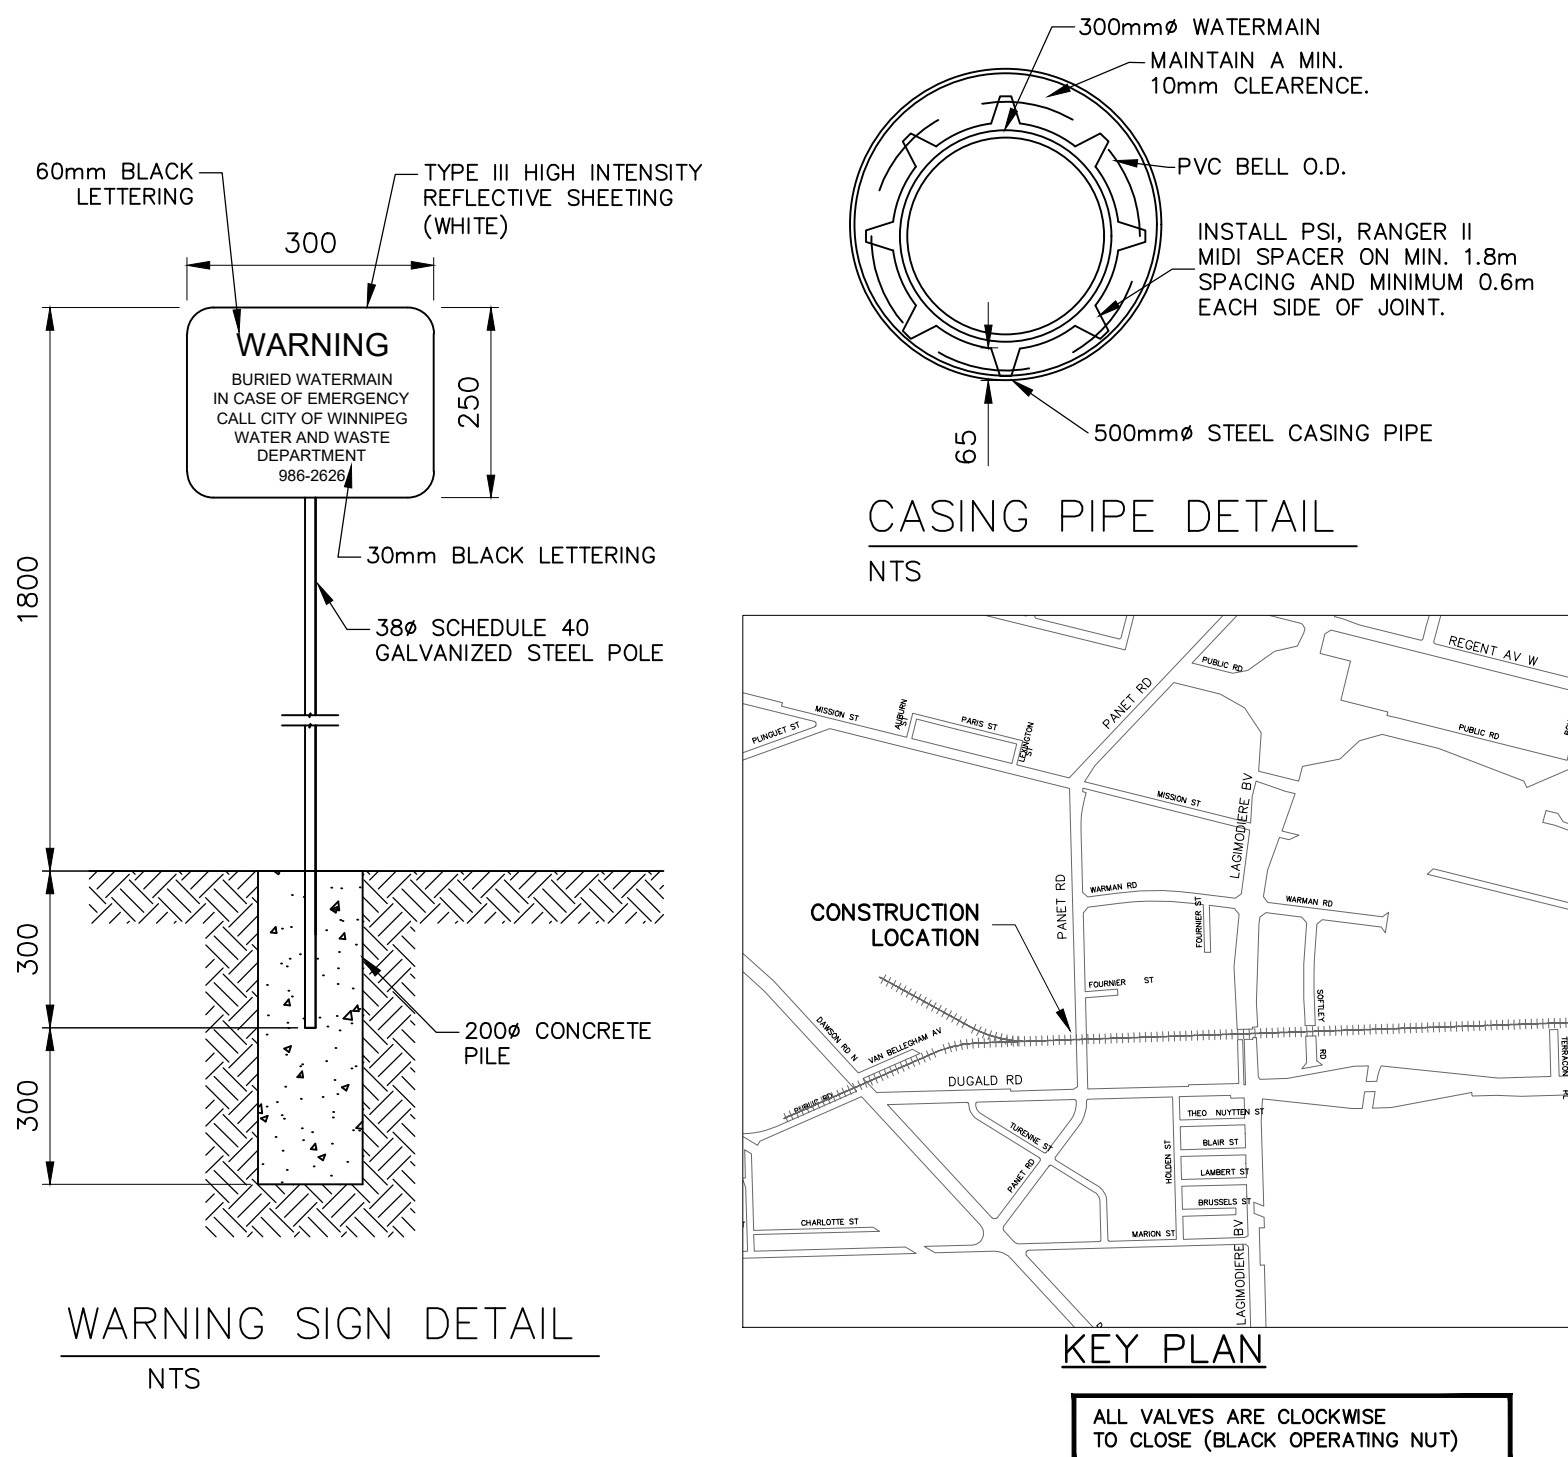 60mm BLACK
LETTERING
TYPE III HIGH INTENSITY
REFLECTIVE SHEETING
(WHITE)
300
WARNING
BURIED WATERMAIN
IN CASE OF EMERGENCY
CALL CITY OF WINNIPEG
WATER AND WASTE
DEPARTMENT
986-2626
250
1800
30mm BLACK LETTERING
38ø SCHEDULE 40
GALVANIZED STEEL POLE
300
300
200ø CONCRETE
PILE
WARNING SIGN DETAIL
NTS
300mmø WATERMAIN
MAINTAIN A MIN.
10mm CLEARENCE.
PVC BELL O.D.
INSTALL PSI, RANGER II
MIDI SPACER ON MIN. 1.8m
SPACING AND MINIMUM 0.6m
EACH SIDE OF JOINT.
65
500mmø STEEL CASING PIPE
CASING PIPE DETAIL
NTS
REGENT AV W
PUBLIC RD
PANET RD
AUBURN
ST
PARIS ST
LEXINGTON
ST
MISSION ST
PLINGUET ST
PUBLIC RD
MISSION ST
LAGIMODIERE BV
WARMAN RD
PANET RD
FOURNIER ST
WARMAN RD
CONSTRUCTION
LOCATION
FOURNIER ST
SOFTLEY
RD
DAWSON RD N
VAN BELLEGHAM AV
DUGALD RD
PUBLIC RD
TERRACON PL
THEO NUYTTEN ST
TURENNE ST
BLAIR ST
HOLDEN ST
PANET RD
LAMBERT ST
BRUSSELS ST
CHARLOTTE ST
MARION ST
LAGIMODIERE BV
KEY PLAN
ALL VALVES ARE CLOCKWISE
TO CLOSE (BLACK OPERATING NUT)